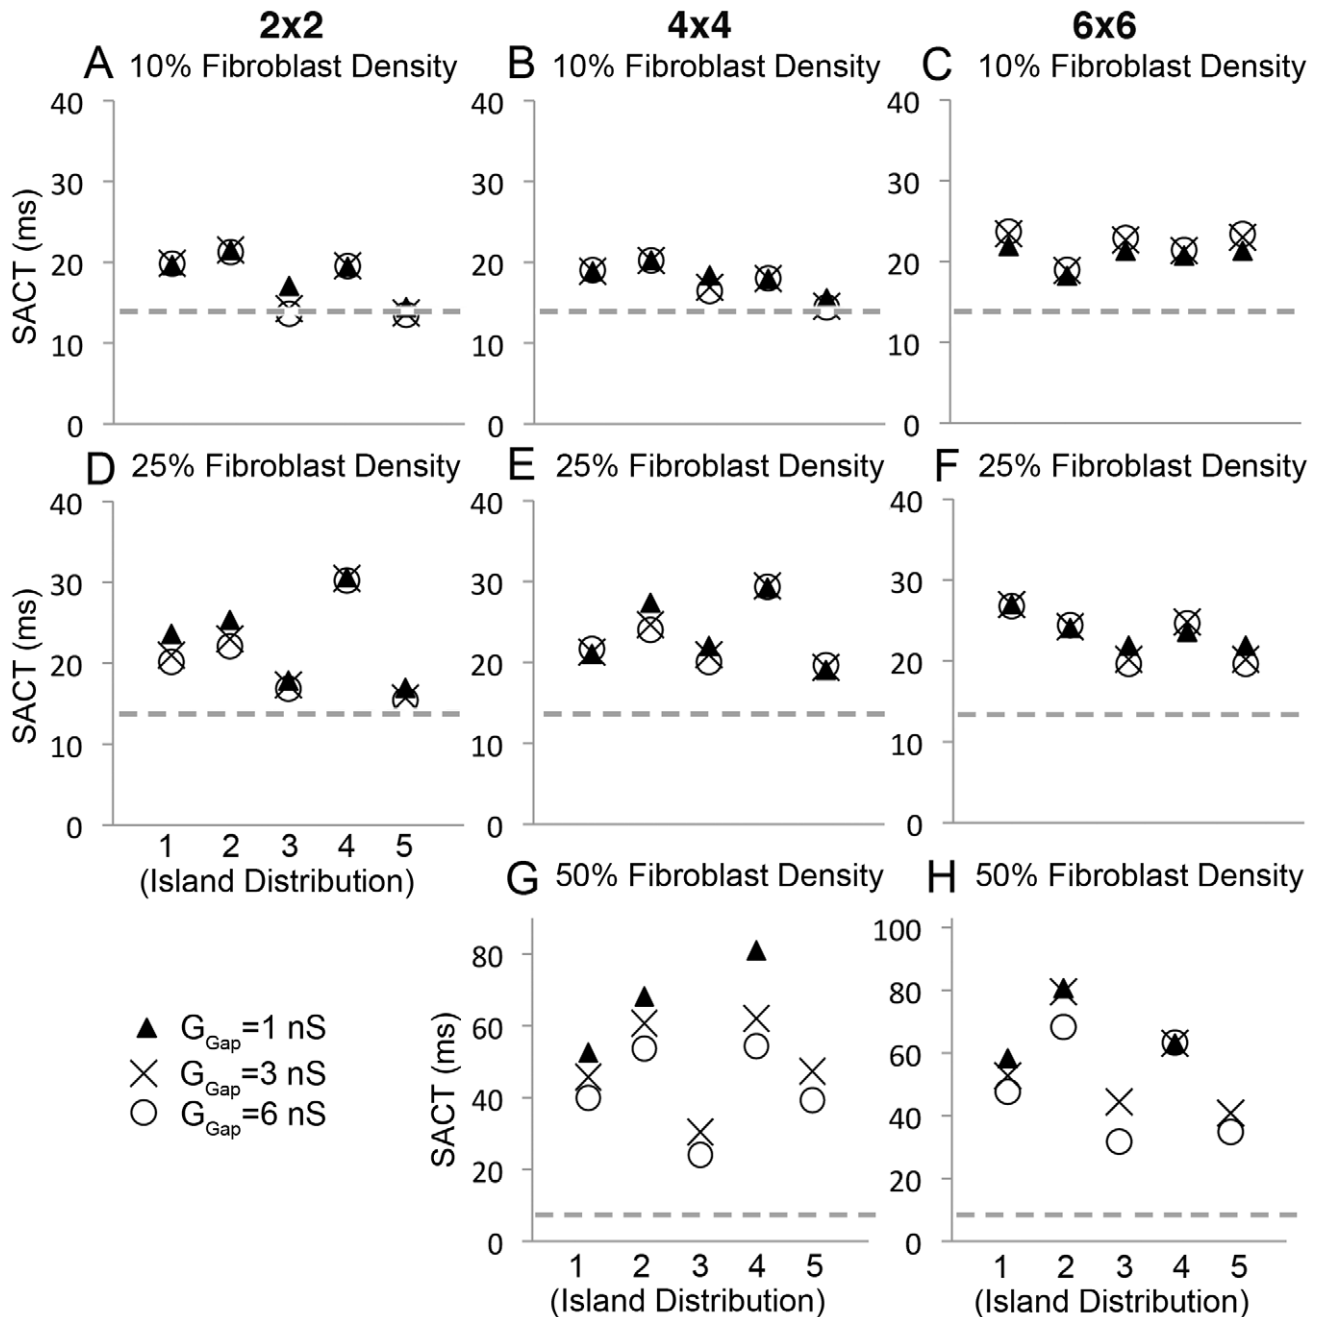 2x2 4x4 6x6
A 10% Fibroblast Density B 10% Fibroblast Density C 10% Fibroblast Density
40 40 40
30 30 30
SACT (ms)
20 20 20
10 10 10
0 0 0
D 25% Fibroblast Density E 25% Fibroblast Density F 25% Fibroblast Density
40 40 40
30 30 30
SACT (ms)
20 20 20
10 10 10
0 0 0
1 2 3 4 5
(Island Distribution)
G 50% Fibroblast Density H 50% Fibroblast Density
80 100
60 80
SACT (ms)
40 60
20 40
0 20
0
1 2 3 4 5 1 2 3 4 5
(Island Distribution) (Island Distribution)
GGap=1 nS
GGap=3 nS
GGap=6 nS